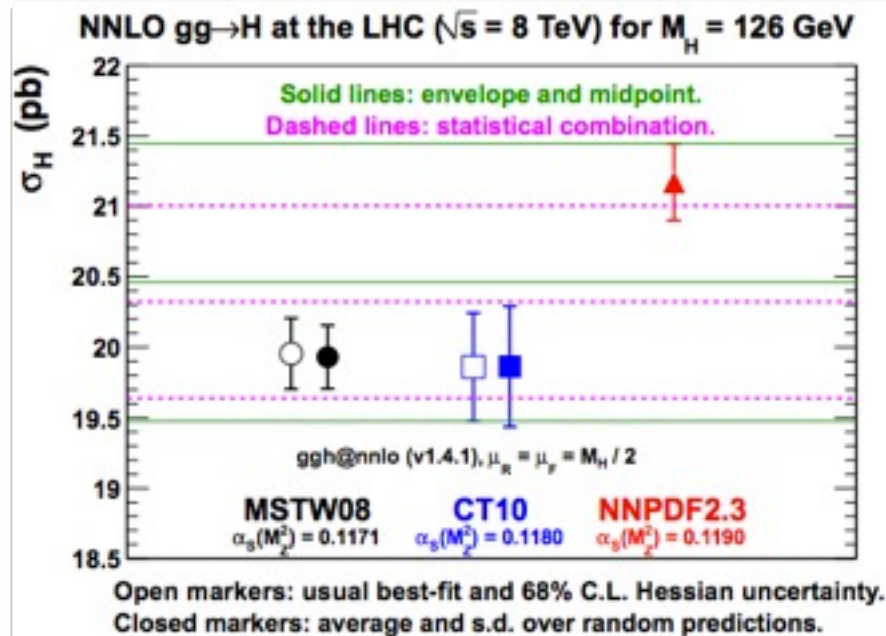 NNLO gg→H at the LHC (√s = 8 TeV) for M_H = 126 GeV
σ_H (pb)
22
Solid lines: envelope and midpoint.
Dashed lines: statistical combination.
21.5
21
20.5
20
19.5
ggh@nnlo (v1.4.1), μ_R = μ_F = M_H / 2
19
MSTW08 CT10 NNPDF2.3
α_S(M_Z^2) = 0.1171 α_S(M_Z^2) = 0.1180 α_S(M_Z^2) = 0.1190
18.5
Open markers: usual best-fit and 68% C.L. Hessian uncertainty.
Closed markers: average and s.d. over random predictions.